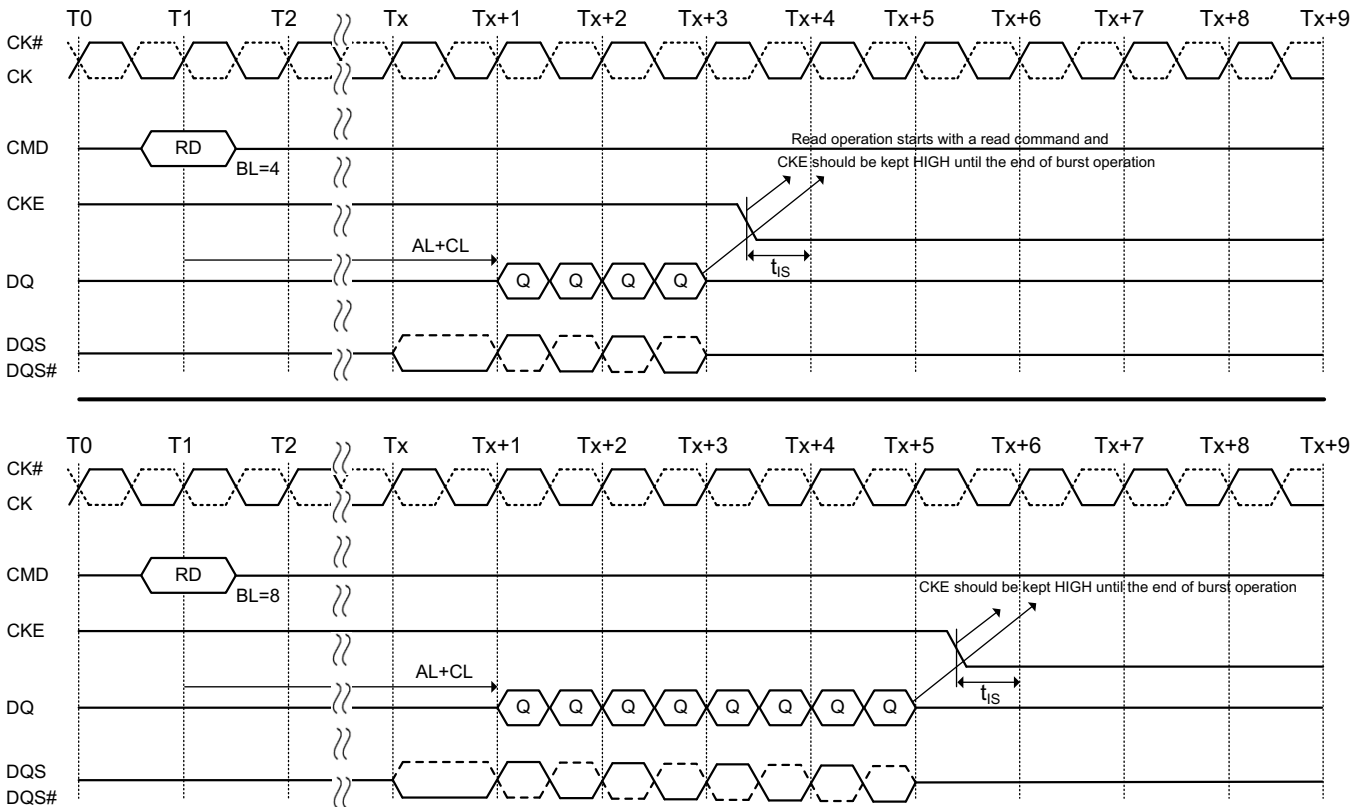 T0 T1 T2 Tx Tx+1 Tx+2 Tx+3 Tx+4 Tx+5 Tx+6 Tx+7 Tx+8 Tx+9
CK#
CK
CMD
RD
BL=4
Read operation starts with a read command and
CKE should be kept HIGH until the end of burst operation
CKE
AL+CL
tIS
DQ
Q Q Q Q
DQS
DQS#
T0 T1 T2 Tx Tx+1 Tx+2 Tx+3 Tx+4 Tx+5 Tx+6 Tx+7 Tx+8 Tx+9
CK#
CK
CMD
RD
BL=8
CKE should be kept HIGH until the end of burst operation
CKE
AL+CL
tIS
DQ
Q Q Q Q Q Q Q Q
DQS
DQS#